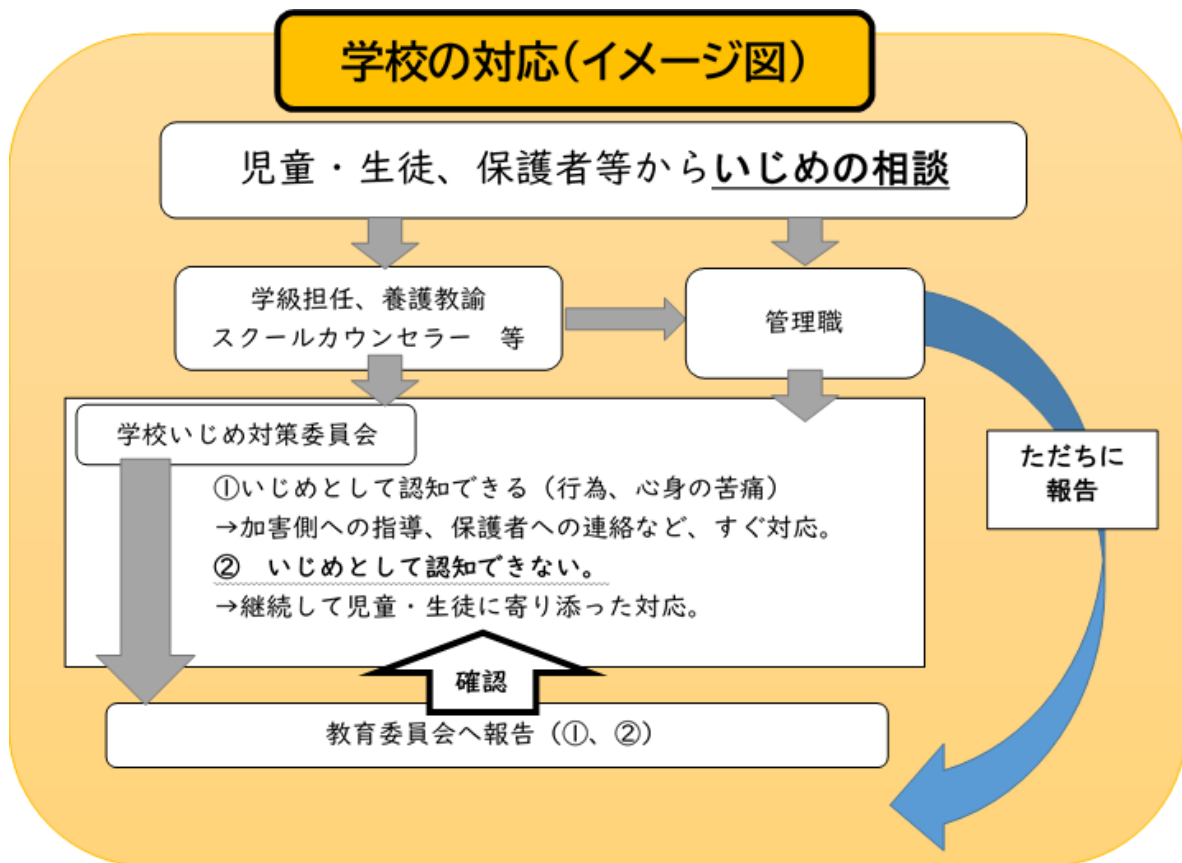 学校の対応(イメージ図)
児童・生徒、保護者等からいじめの相談
学級担任、養護教諭
スクールカウンセラー　等
管理職
学校いじめ対策委員会
①いじめとして認知できる（行為、心身の苦痛）
→加害側への指導、保護者への連絡など、すぐ対応。
②　いじめとして認知できない。
→継続して児童・生徒に寄り添った対応。
ただちに
報告
確認
教育委員会へ報告（①、②）